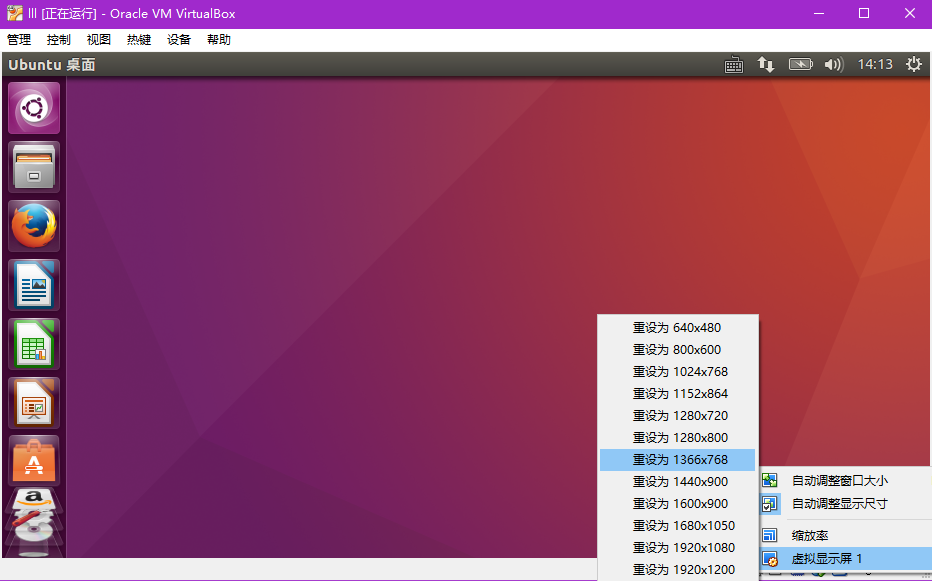 lll [正在运行] - Oracle VM VirtualBox
管理 控制 视图 热键 设备 帮助
Ubuntu 桌面 14:13
重设为 640x480
重设为 800x600
重设为 1024x768
重设为 1152x864
重设为 1280x720
重设为 1280x800
重设为 1366x768
重设为 1440x900
重设为 1600x900
重设为 1680x1050
重设为 1920x1080
重设为 1920x1200
自动调整窗口大小
自动调整显示尺寸
缩放率
虚拟显示屏 1
A
a